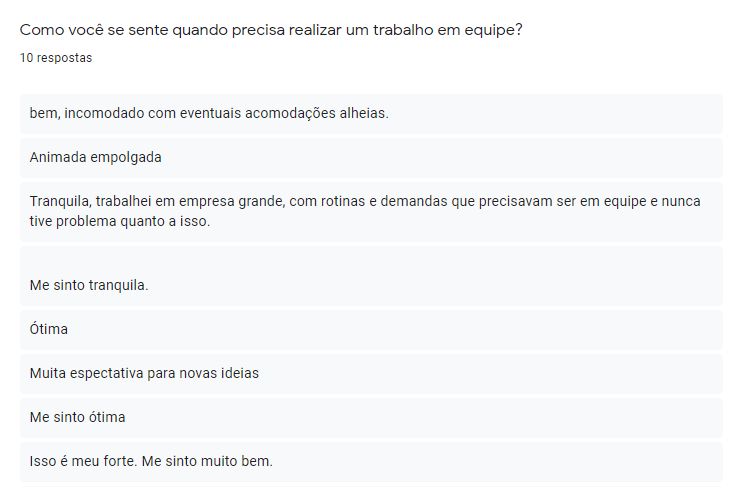 Como você se sente quando precisa realizar um trabalho em equipe?
10 respostas
bem, incomodado com eventuais acomodações alheias.
Animada empolgada
Tranquila, trabalhei em empresa grande, com rotinas e demandas que precisavam ser em equipe e nunca
tive problema quanto a isso.
Me sinto tranquila.
Ótima
Muita espectativa para novas ideias
Me sinto ótima
Isso é meu forte. Me sinto muito bem.